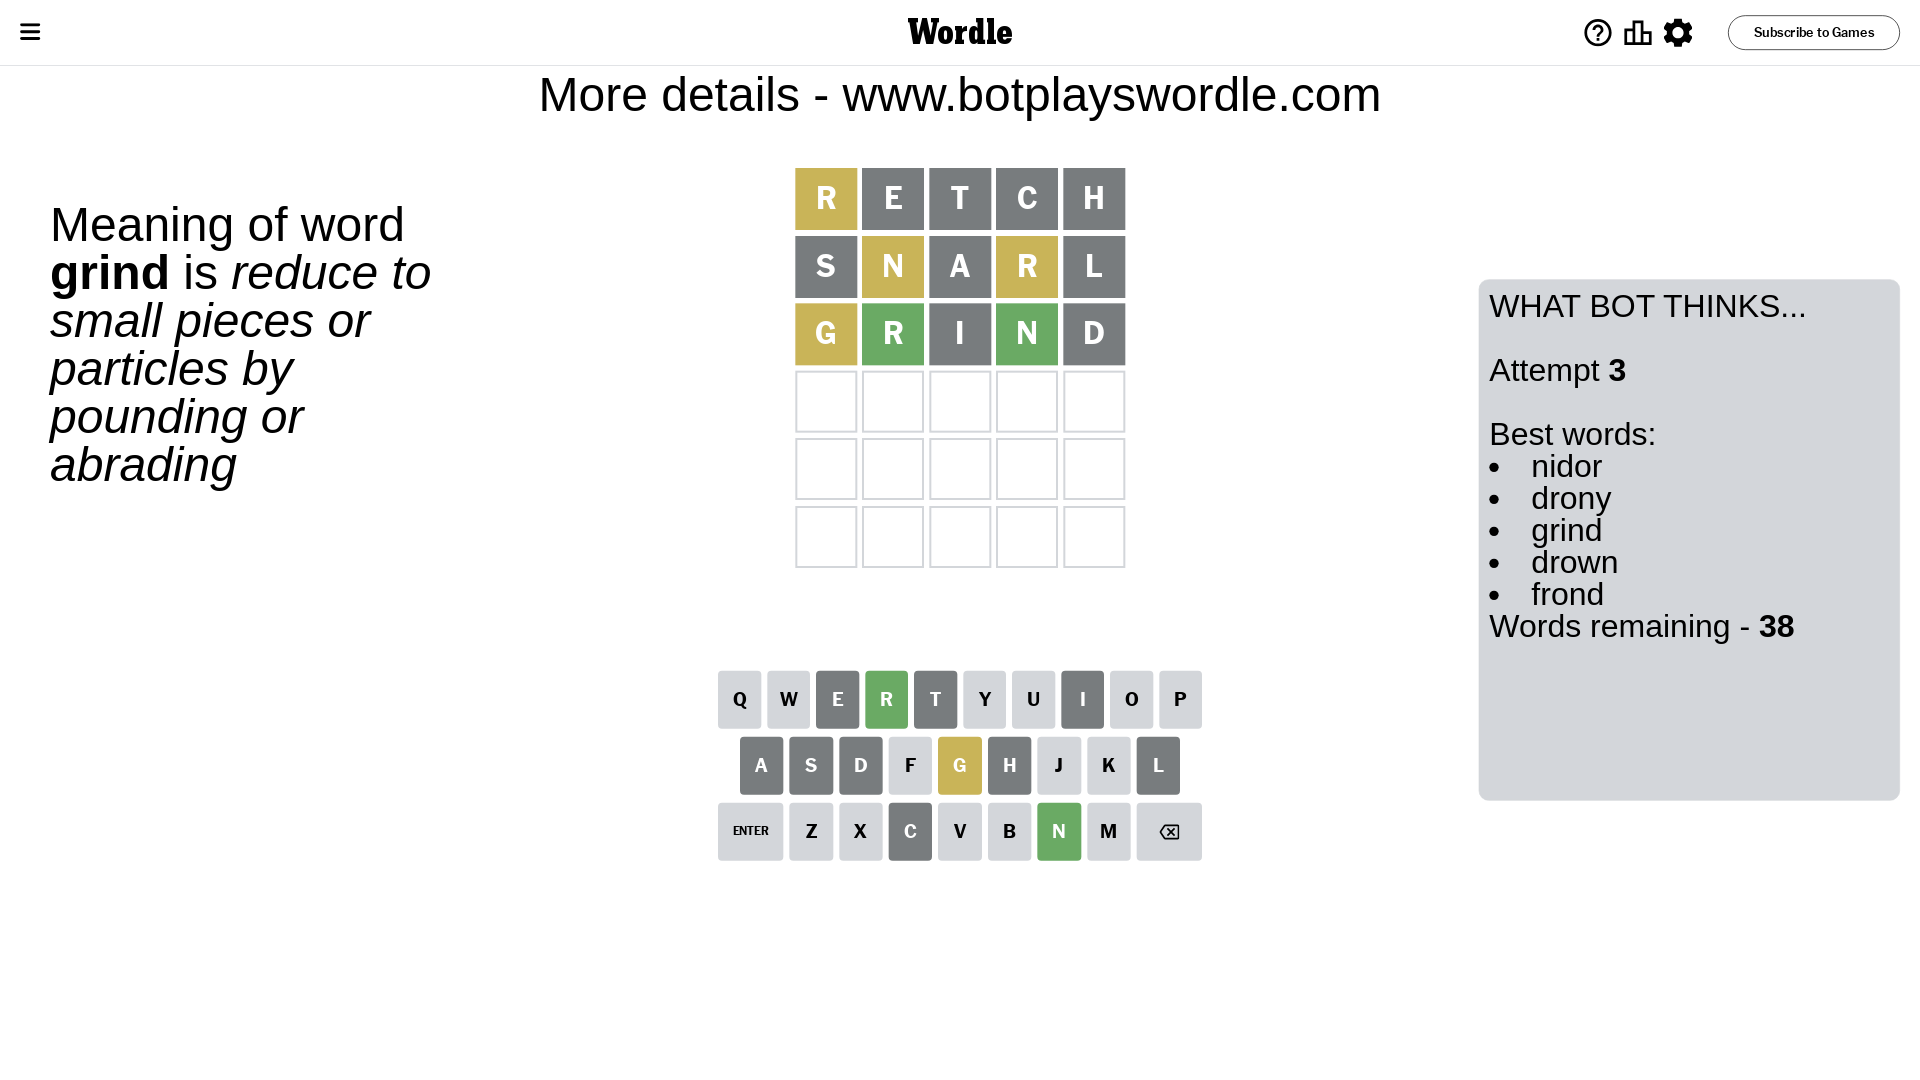 Wordle
Subscribe to Games
More details - www.botplayswordle.com
Meaning of word
grind is reduce to
small pieces or
particles by
pounding or
abrading
R E T C H
S N A R L
G R I N D
WHAT BOT THINKS...
Attempt 3
Best words:
• nidor
• drony
• grind
• drown
• frond
Words remaining - 38
Q W E R T Y U I O P
A S D F G H J K L
ENTER Z X C V B N M